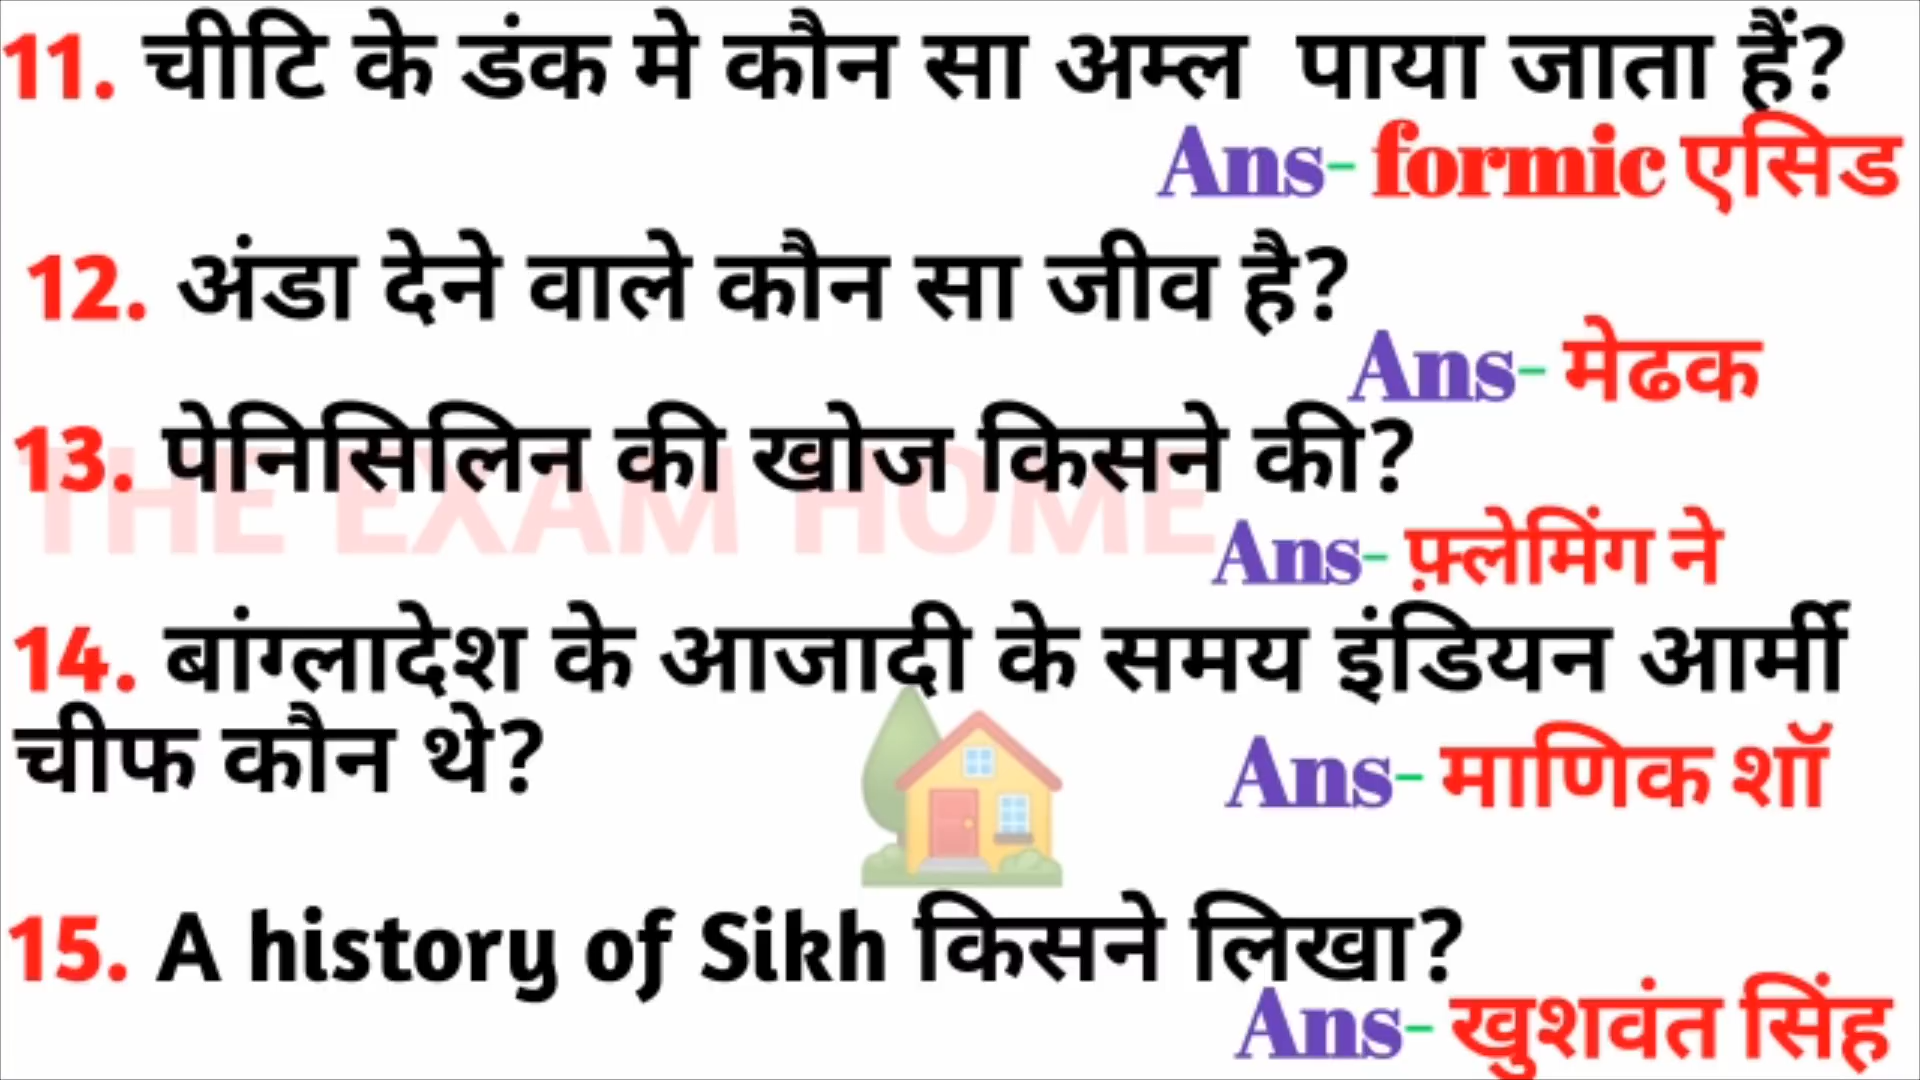 11. चीटि के डंक मे कौन सा अम्ल पाया जाता हैं?
Ans- formic एसिड
12. अंडा देने वाले कौन सा जीव है?
Ans- मेढक
13. पेनिसिलिन की खोज किसने की?
THE EXAM HOME
Ans- फ़्लेमिंग ने
14. बांग्लादेश के आजादी के समय इंडियन आर्मी
चीफ कौन थे?
Ans- माणिक शॉ
15. A history of Sikh किसने लिखा?
Ans- खुशवंत सिंह